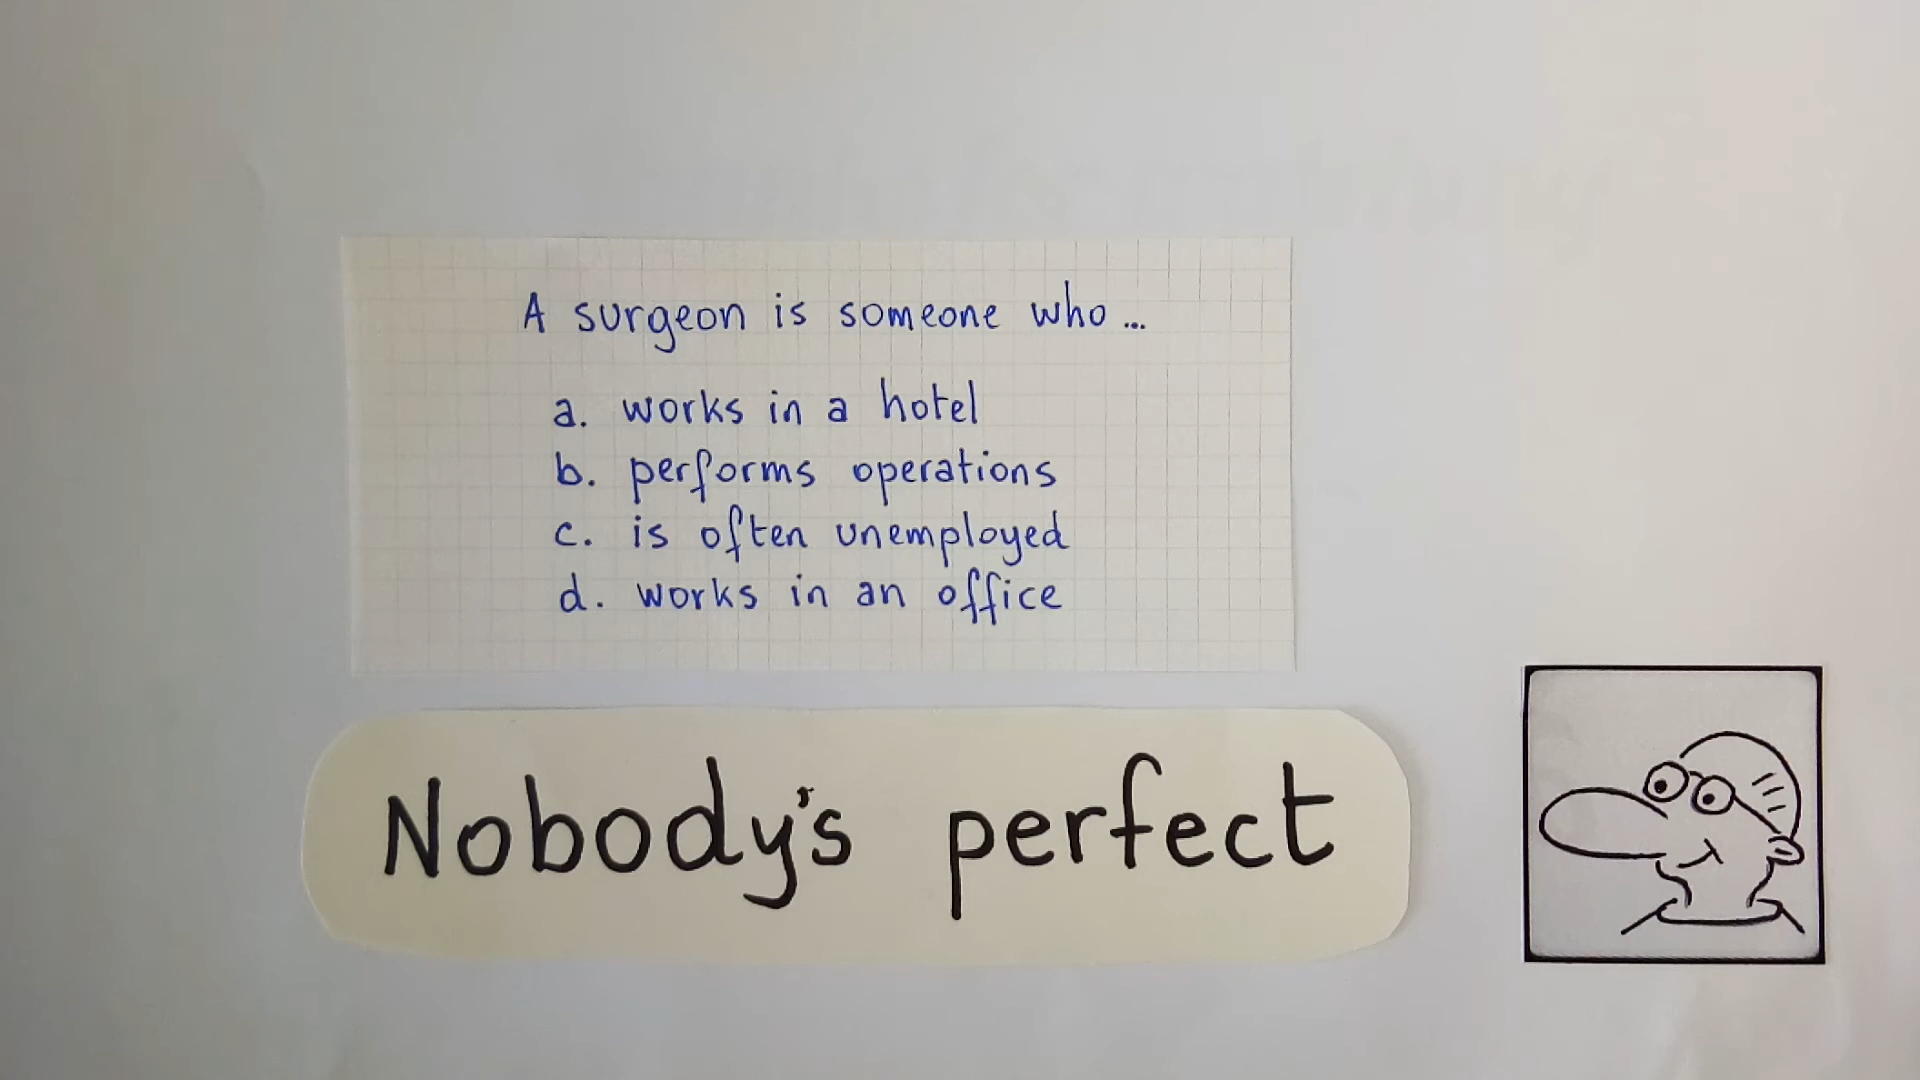 A surgeon is someone who...
a. works in a hotel
b. performs operations
c. is often unemployed
d. works in an office
Nobody's perfect